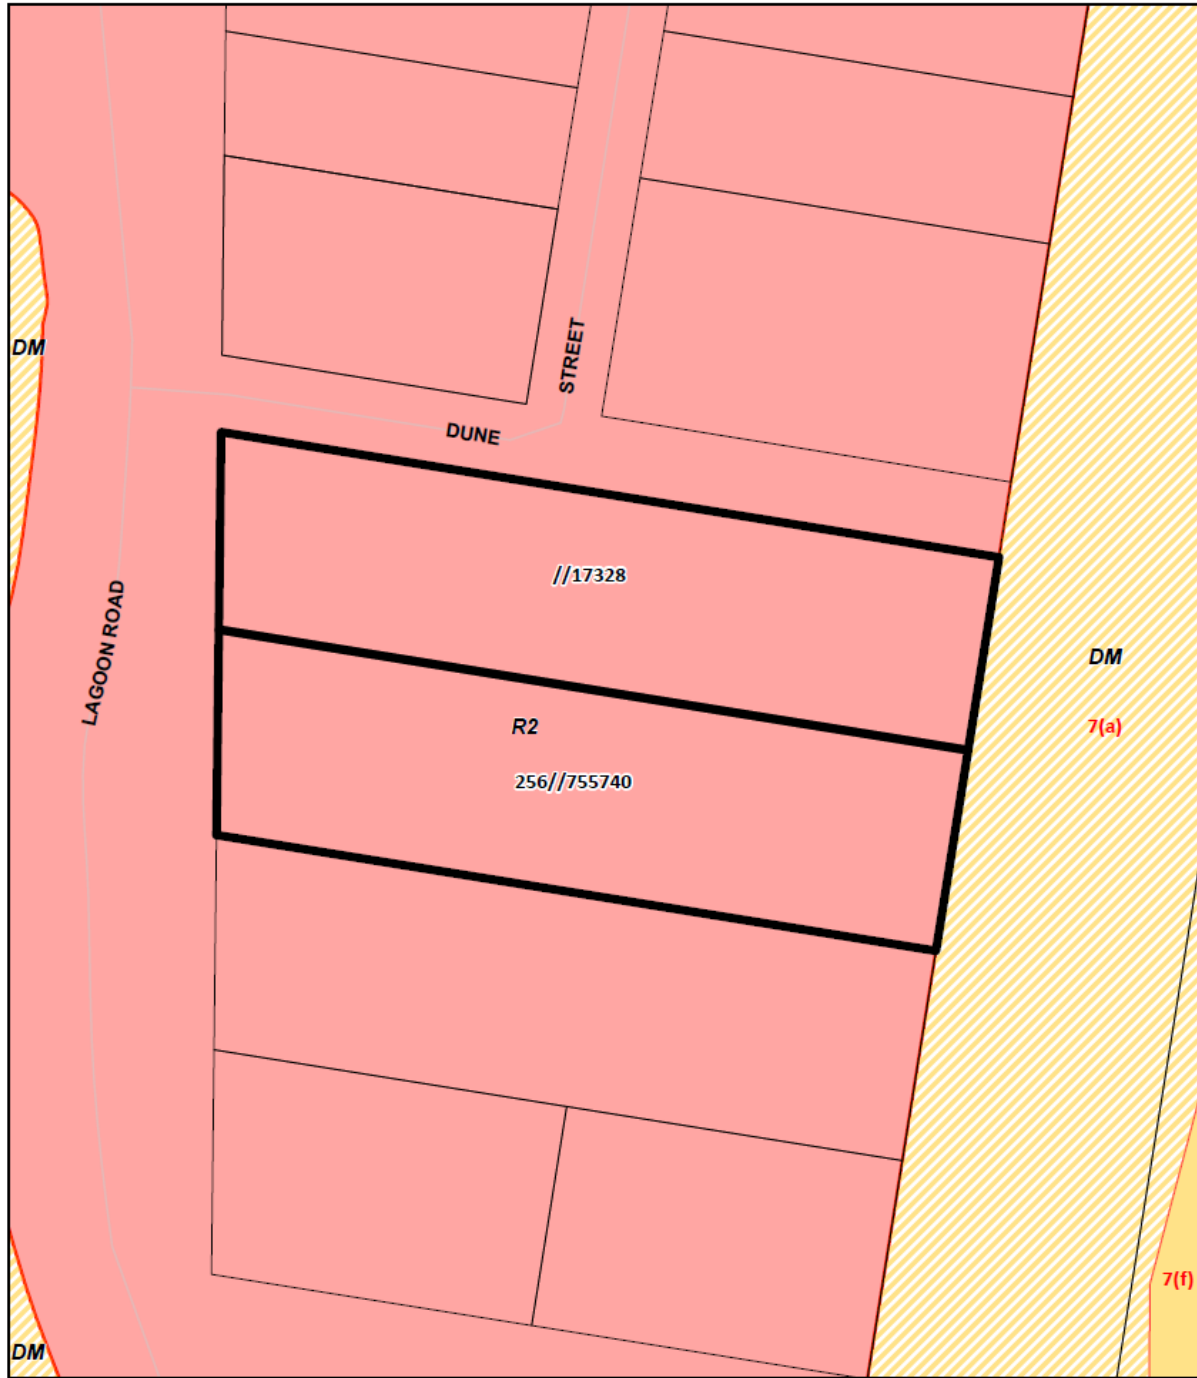 DM
STREET
DUNE
//17328
LAGOON ROAD
DM
R2
7(a)
256//755740
7(f)
DM